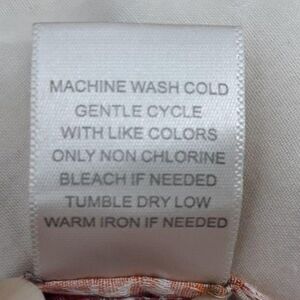 MACHINE WASH COLD
GENTLE CYCLE
WITH LIKE COLORS
ONLY NON CHLORINE
BLEACH IF NEEDED
TUMBLE DRY LOW
WARM IRON IF NEEDED